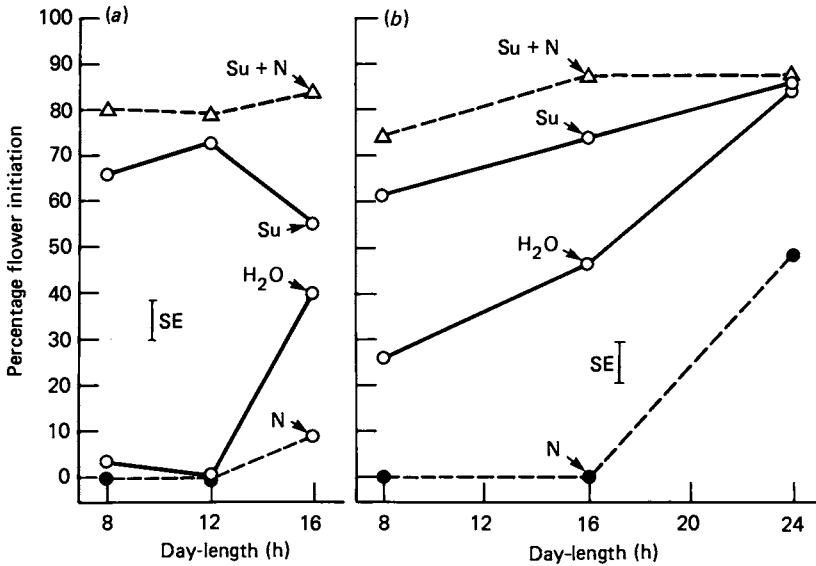 Percentage flower initiation
100
90
80
70
60
50
40
30
20
10
0
(a)
Su + N
Su
H₂O
SE
N
8
12
16
Day-length (h)
(b)
Su + N
Su
H₂O
SE
N
8
12
16
20
24
Day-length (h)